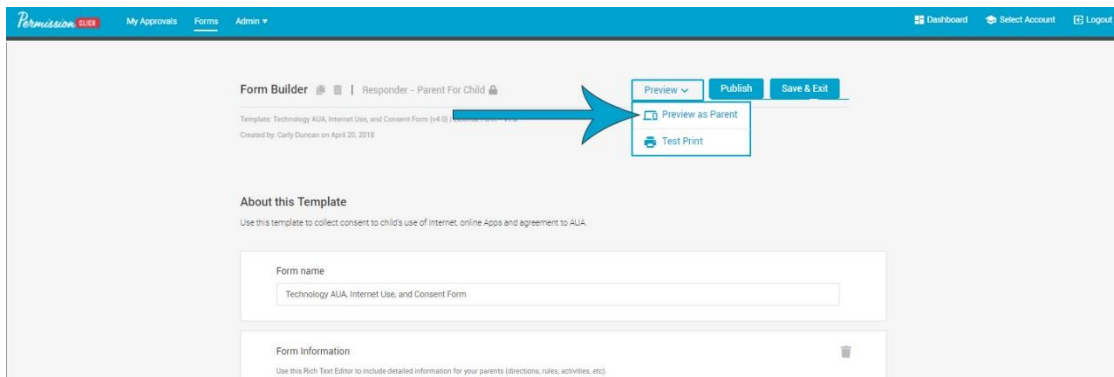 Permission CLICK My Approvals Forms Admin Dashboard Select Account Logout
Form Builder | Responder - Parent For Child Preview Publish Save & Exit
Template: Technology AUA, Internet Use, and Consent Form (v4.0) |
Preview as Parent
Created by: Carly Duncan on April 20, 2018
Test Print
About this Template
Use this template to collect consent to child's use of Internet, online Apps and agreement to AUA.
Form name
Technology AUA, Internet Use, and Consent Form
Form Information
Use this Rich Text Editor to include detailed information for your parents (directions, rules, activities, etc).